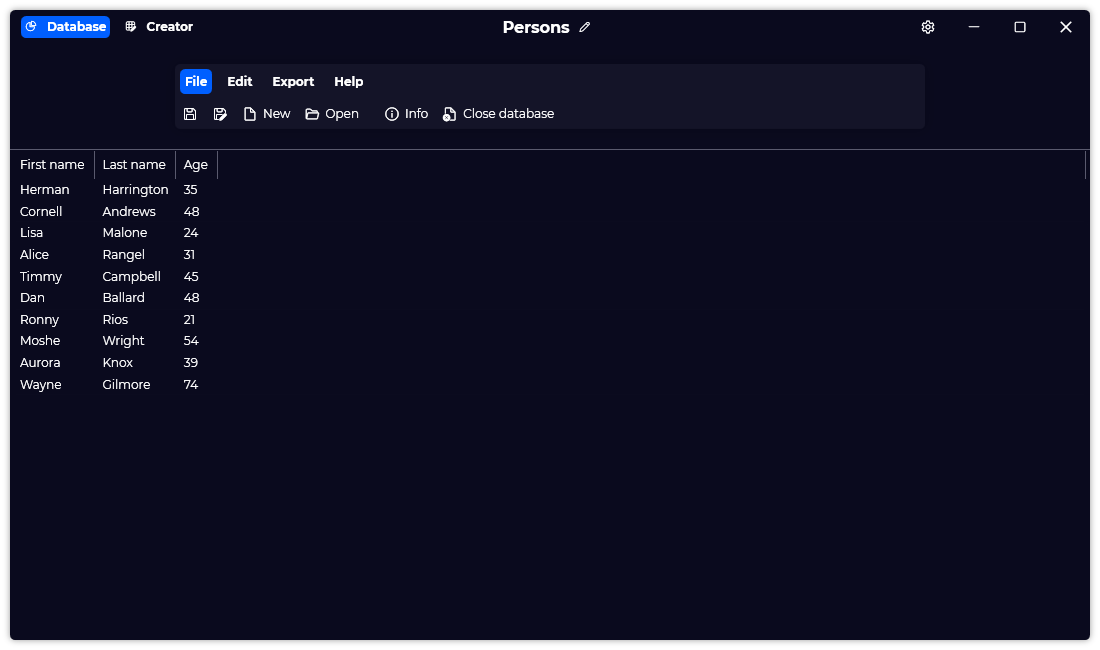 Database Creator Persons
File Edit Export Help
New Open Info Close database
First name Last name Age
Herman Harrington 35
Cornell Andrews 48
Lisa Malone 24
Alice Rangel 31
Timmy Campbell 45
Dan Ballard 48
Ronny Rios 21
Moshe Wright 54
Aurora Knox 39
Wayne Gilmore 74